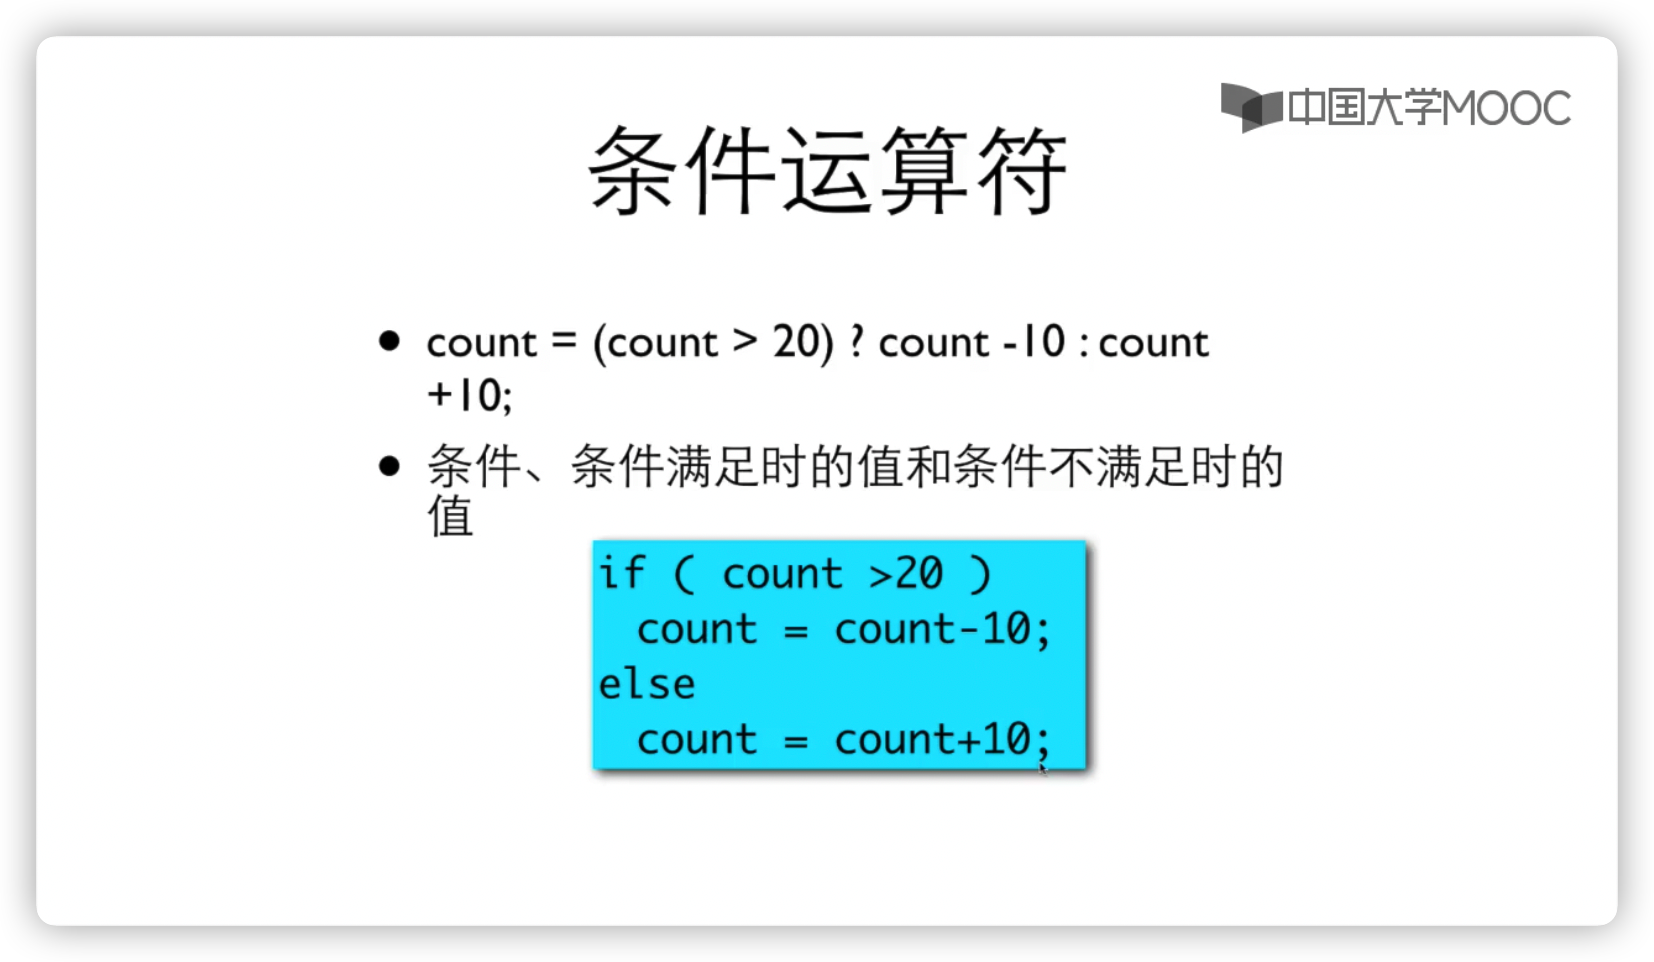 中国大学MOOC
条件运算符
● count = (count > 20) ? count -10 : count
+10;
● 条件、条件满足时的值和条件不满足时的
值
if ( count >20 )
  count = count-10;
else
  count = count+10;